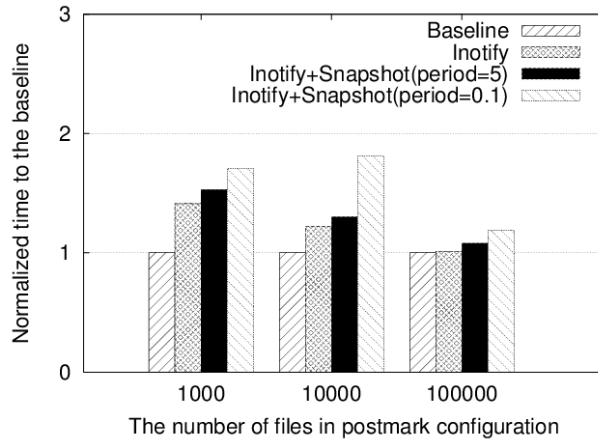 Normalized time to the baseline
3
2
1
0
Baseline
Inotify
Inotify+Snapshot(period=5)
Inotify+Snapshot(period=0.1)
1000 10000 100000
The number of files in postmark configuration